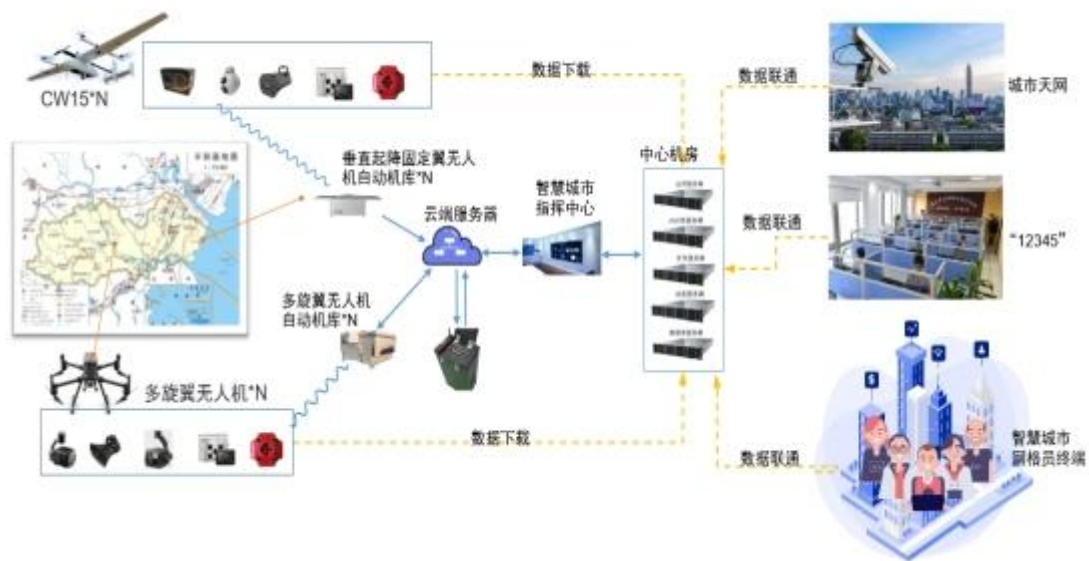 CW15*N
数据下载
数据联通
城市天网
垂直起降固定翼无人
机自动机库*N
中心机房
云端服务器
智慧城市
指挥中心
数据联通
“12345”
多旋翼无人机
自动机库*N
多旋翼无人机*N
数据下载
数据联通
智慧城市
网格员终端